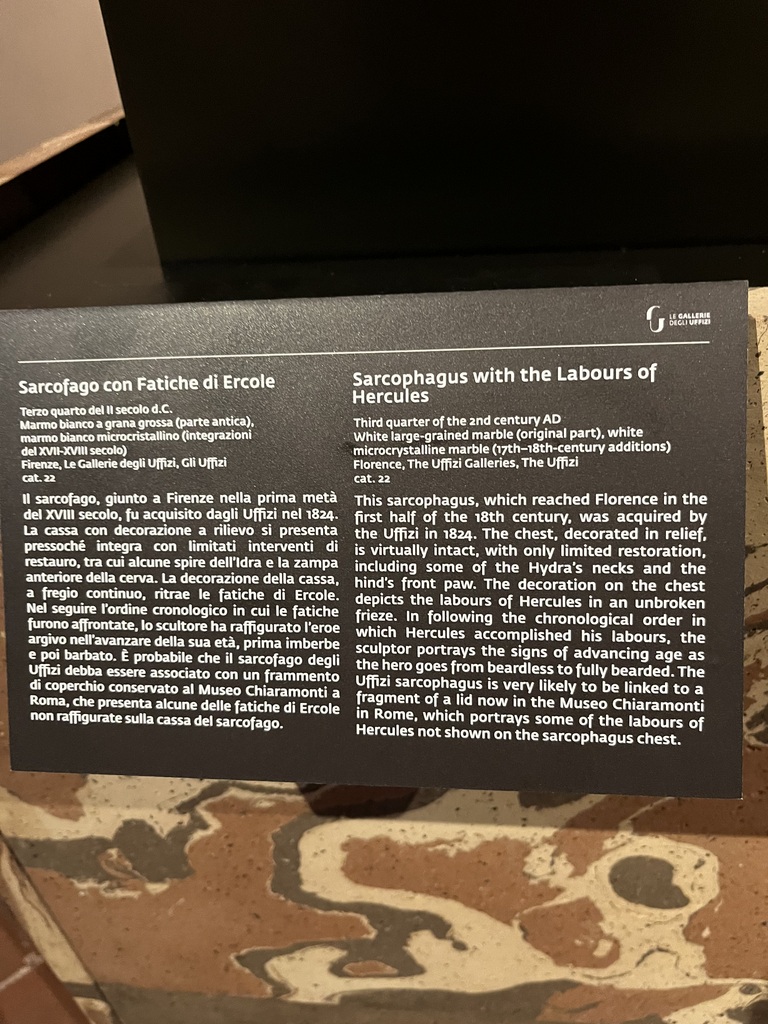 LE GALLERIE
DEGLI UFFIZI
Sarcofago con Fatiche di Ercole
Terzo quarto del II secolo d.C.
Marmo bianco a grana grossa (parte antica),
marmo bianco microcristallino (integrazioni
del XVII-XVIII secolo)
Firenze, Le Gallerie degli Uffizi, Gli Uffizi
cat. 22
Il sarcofago, giunto a Firenze nella prima metà
del XVIII secolo, fu acquisito dagli Uffizi nel 1824.
La cassa con decorazione a rilievo si presenta
pressoché integra con limitati interventi di
restauro, tra cui alcune spire dell'Idra e la zampa
anteriore della cerva. La decorazione della cassa,
a fregio continuo, ritrae le fatiche di Ercole.
Nel seguire l'ordine cronologico in cui le fatiche
furono affrontate, lo scultore ha raffigurato l'eroe
argivo nell'avanzare della sua età, prima imberbe
e poi barbato. È probabile che il sarcofago degli
Uffizi debba essere associato con un frammento
di coperchio conservato al Museo Chiaramonti a
Roma, che presenta alcune delle fatiche di Ercole
non raffigurate sulla cassa del sarcofago.
Sarcophagus with the Labours of
Hercules
Third quarter of the 2nd century AD
White large-grained marble (original part), white
microcrystalline marble (17th–18th-century additions)
Florence, The Uffizi Galleries, The Uffizi
cat. 22
This sarcophagus, which reached Florence in the
first half of the 18th century, was acquired by
the Uffizi in 1824. The chest, decorated in relief,
is virtually intact, with only limited restoration,
including some of the Hydra's necks and the
hind's front paw. The decoration on the chest
depicts the labours of Hercules in an unbroken
frieze. In following the chronological order in
which Hercules accomplished his labours, the
sculptor portrays the signs of advancing age as
the hero goes from beardless to fully bearded. The
Uffizi sarcophagus is very likely to be linked to a
fragment of a lid now in the Museo Chiaramonti
in Rome, which portrays some of the labours of
Hercules not shown on the sarcophagus chest.